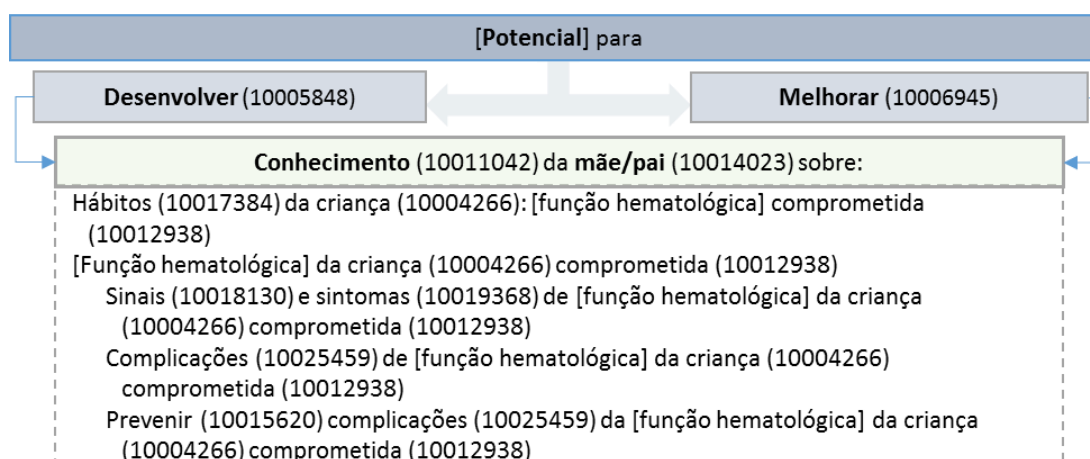 [Potencial] para
Desenvolver (10005848)
Melhorar (10006945)
Conhecimento (10011042) da mãe/pai (10014023) sobre:
Hábitos (10017384) da criança (10004266): [função hematológica] comprometida
(10012938)
[Função hematológica] da criança (10004266) comprometida (10012938)
Sinais (10018130) e sintomas (10019368) de [função hematológica] da criança
(10004266) comprometida (10012938)
Complicações (10025459) de [função hematológica] da criança (10004266)
comprometida (10012938)
Prevenir (10015620) complicações (10025459) da [função hematológica] da criança
(10004266) comprometida (10012938)